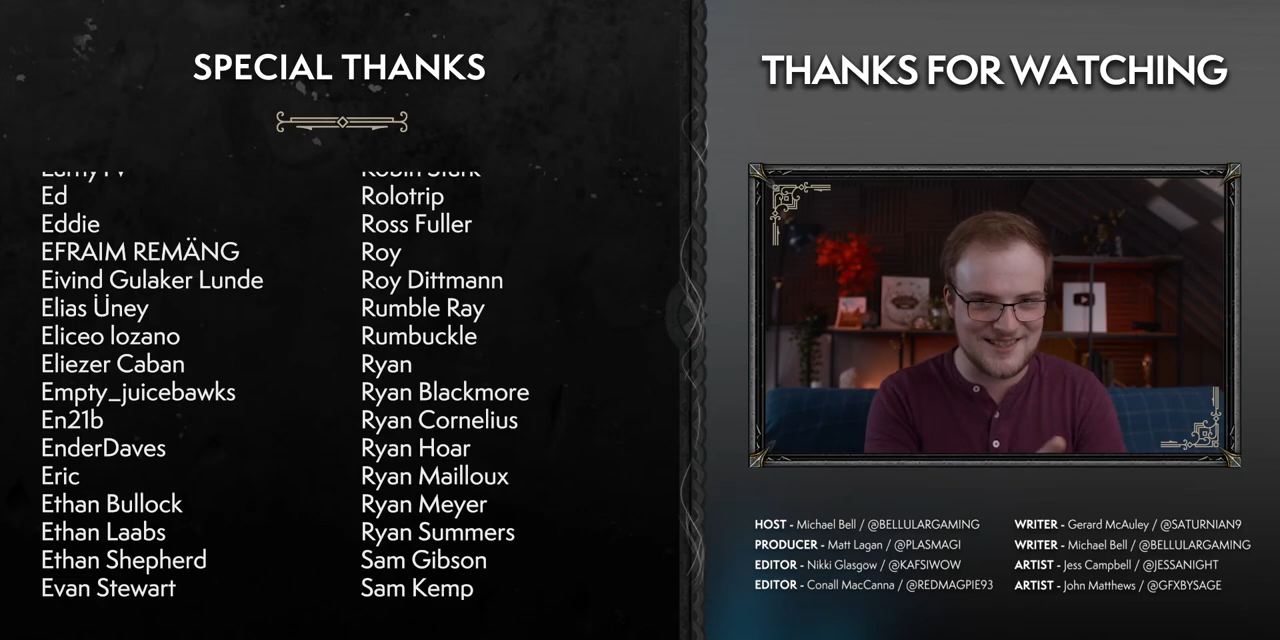 SPECIAL THANKS
Ed
Eddie
EFRAIM REMÄNG
Eivind Gulaker Lunde
Elias Üney
Eliceo lozano
Eliezer Caban
Empty_juicebawks
En21b
EnderDaves
Eric
Ethan Bullock
Ethan Laabs
Ethan Shepherd
Evan Stewart
Rolotrip
Ross Fuller
Roy
Roy Dittmann
Rumble Ray
Rumbuckle
Ryan
Ryan Blackmore
Ryan Cornelius
Ryan Hoar
Ryan Mailloux
Ryan Meyer
Ryan Summers
Sam Gibson
Sam Kemp
THANKS FOR WATCHING
HOST - Michael Bell / @BELLULARGAMING
PRODUCER - Matt Lagan / @PLASMAGI
EDITOR - Nikki Glasgow / @KAFSIWOW
EDITOR - Conall MacCanna / @REDMAGPIE93
WRITER - Gerard McAuley / @SATURNIAN9
WRITER - Michael Bell / @BELLULARGAMING
ARTIST - Jess Campbell / @JESSANIGHT
ARTIST - John Matthews / @GFXBYSAGE